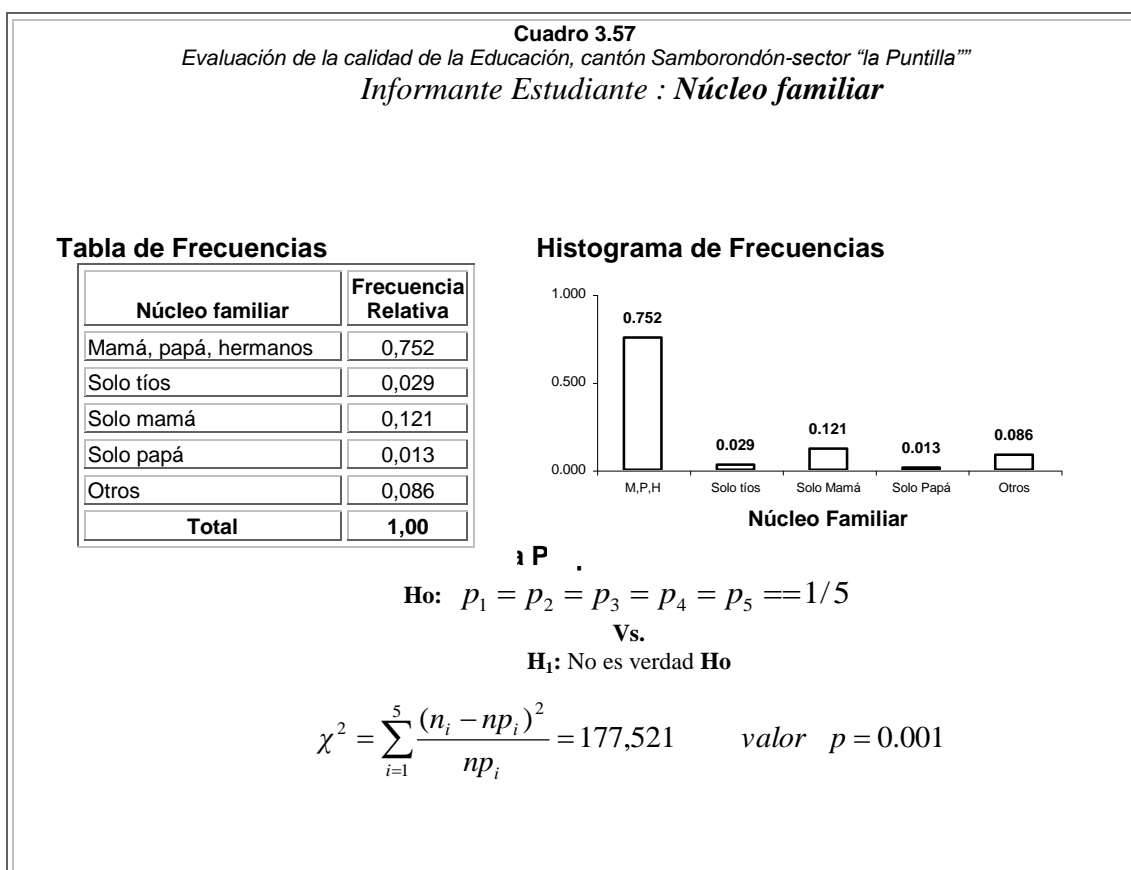 Cuadro 3.57
Evaluación de la calidad de la Educación, cantón Samborondón-sector “la Puntilla””
Informante Estudiante : Núcleo familiar
Tabla de Frecuencias
Núcleo familiar Frecuencia Relativa
Mamá, papá, hermanos 0,752
Solo tíos 0,029
Solo mamá 0,121
Solo papá 0,013
Otros 0,086
Total 1,00
Histograma de Frecuencias
1.000
0.500
0.000
0.752
0.029
0.121
0.013
0.086
M,P,H Solo tíos Solo Mamá Solo Papá Otros
Núcleo Familiar
Ho: p₁ = p₂ = p₃ = p₄ = p₅ == 1/5
Vs.
H₁: No es verdad Ho
χ² = ∑_{i=1}^{5} (n_i − np_i)² / np_i = 177,521 valor p = 0.001